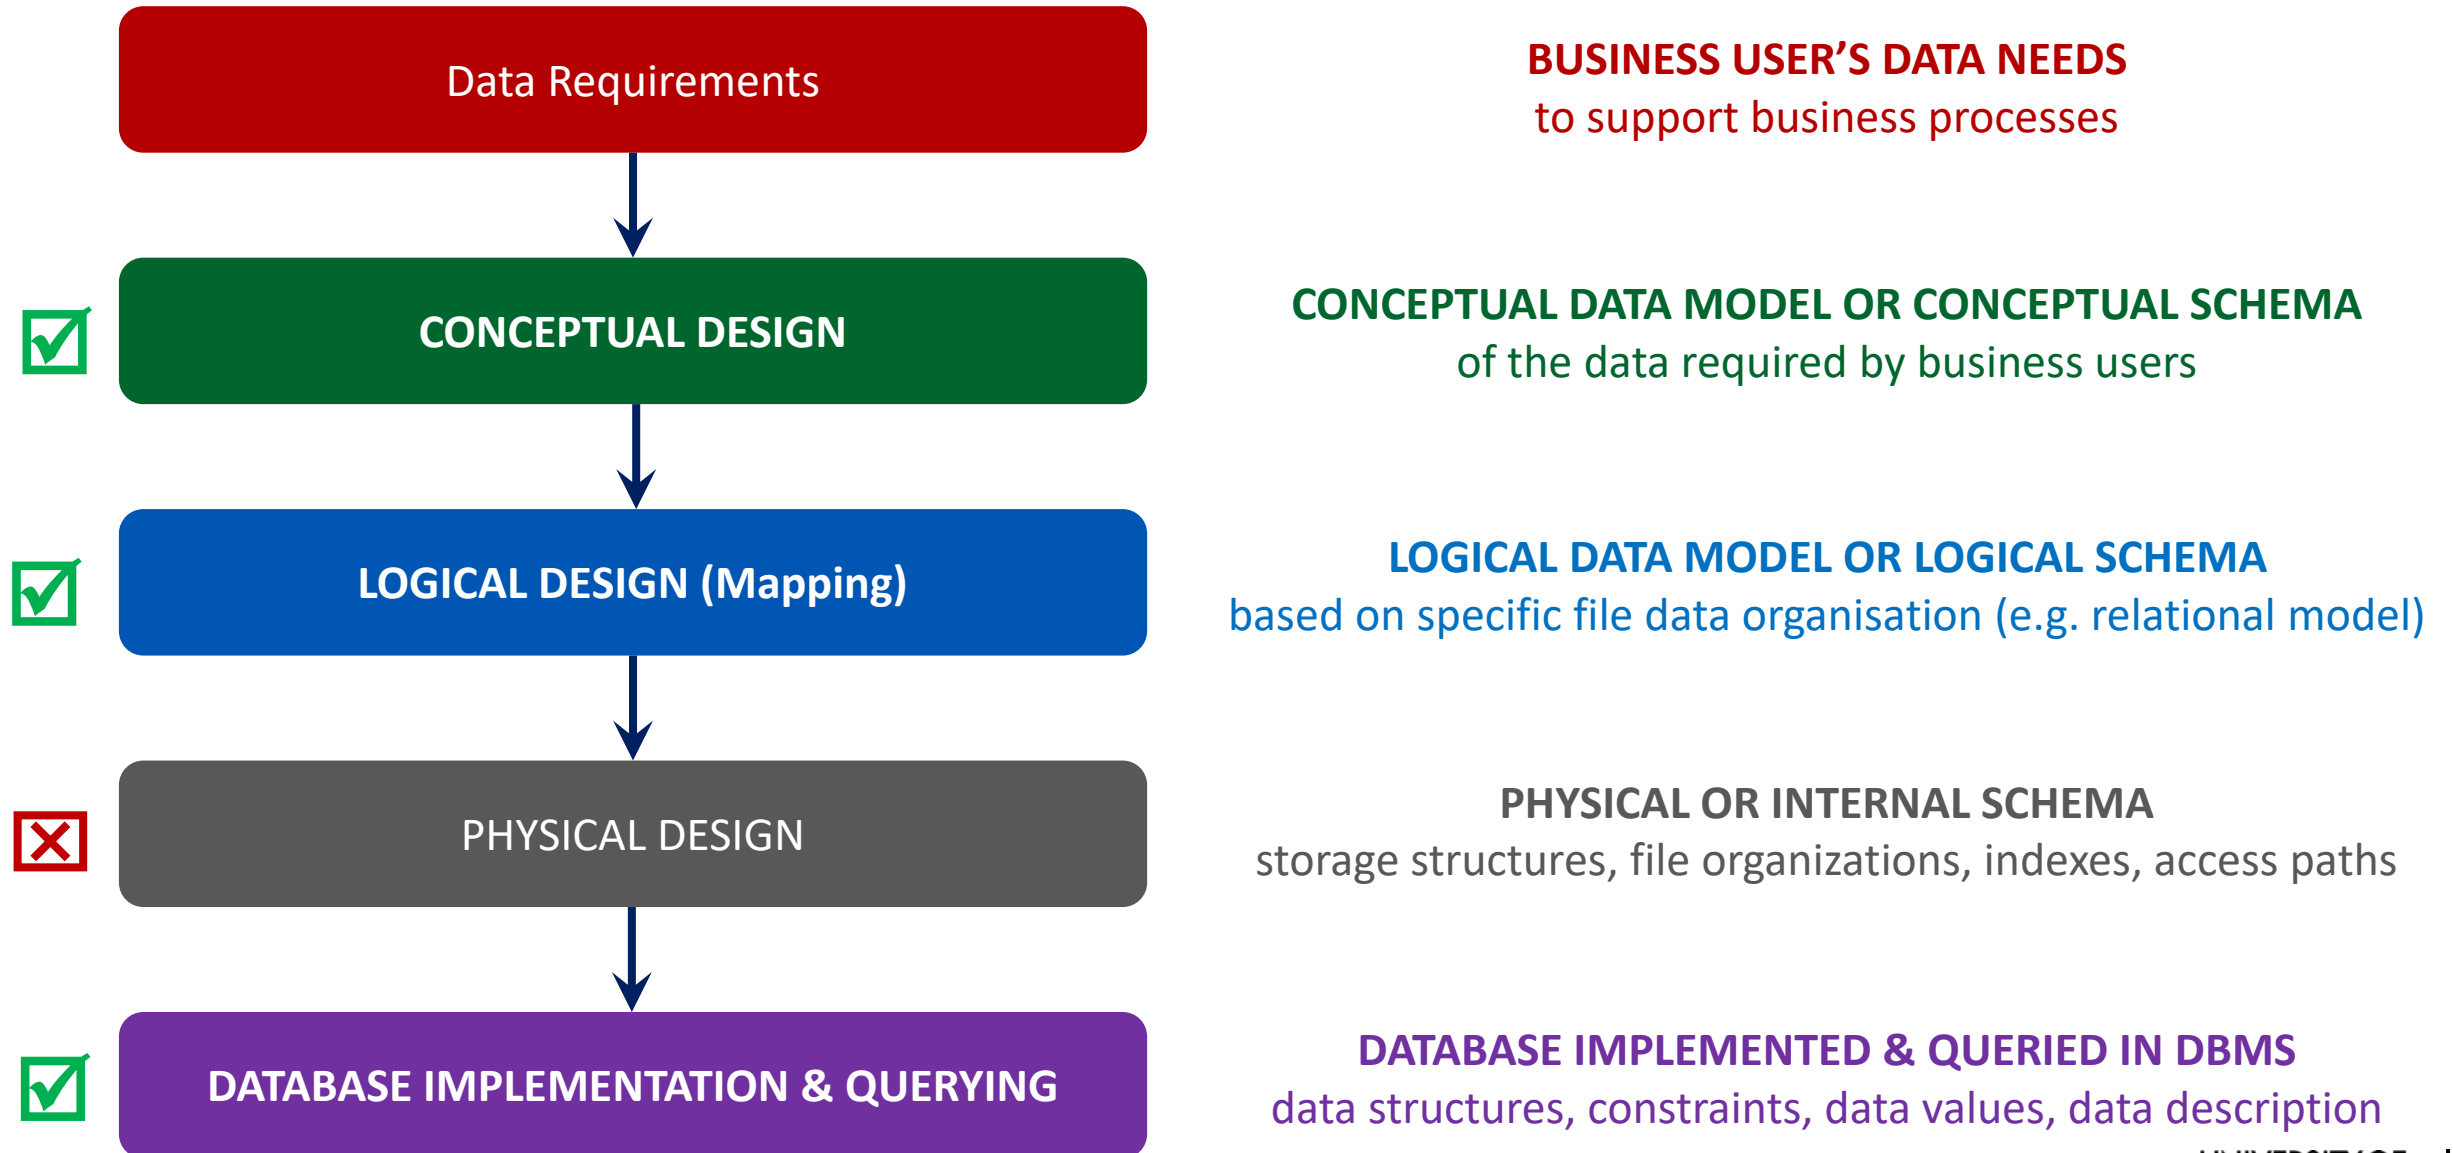 Data Requirements
BUSINESS USER’S DATA NEEDS
to support business processes
CONCEPTUAL DESIGN
CONCEPTUAL DATA MODEL OR CONCEPTUAL SCHEMA
of the data required by business users
LOGICAL DESIGN (Mapping)
LOGICAL DATA MODEL OR LOGICAL SCHEMA
based on specific file data organisation (e.g. relational model)
PHYSICAL DESIGN
PHYSICAL OR INTERNAL SCHEMA
storage structures, file organizations, indexes, access paths
DATABASE IMPLEMENTATION & QUERYING
DATABASE IMPLEMENTED & QUERIED IN DBMS
data structures, constraints, data values, data description